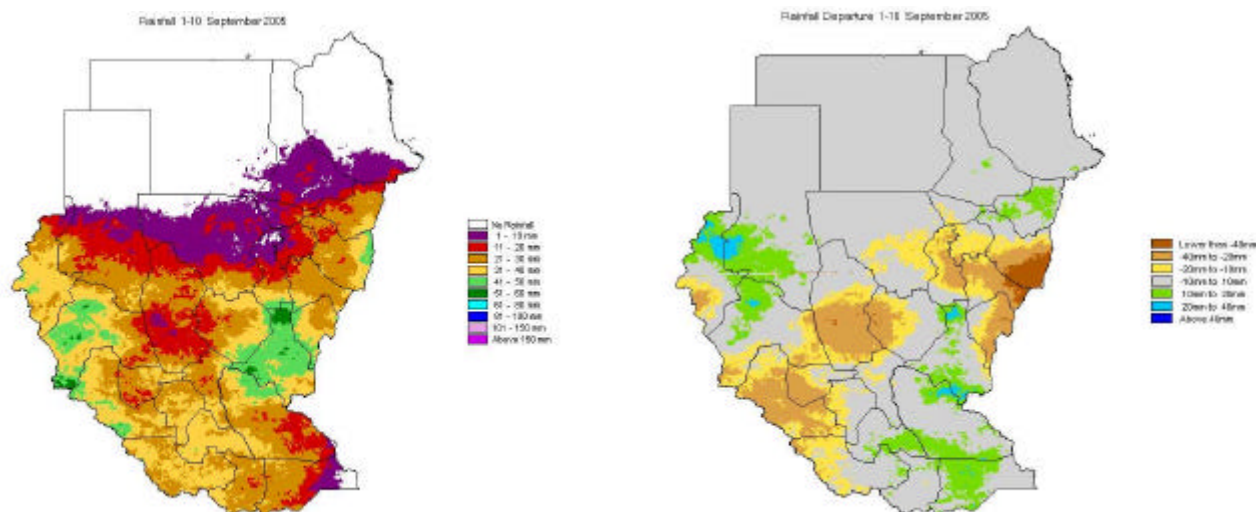 Rainfall 1-10 September 2005
Rainfall Departure 1-10 September 2005
No Rainfall
1 - 10 mm
11 - 20 mm
21 - 30 mm
31 - 40 mm
41 - 50 mm
51 - 60 mm
61 - 80 mm
81 - 100 mm
101 - 150 mm
Above 150 mm
Lower than -40mm
-40mm to -20mm
-20mm to -10mm
-10mm to 10mm
10mm to 20mm
20mm to 40mm
Above 40mm